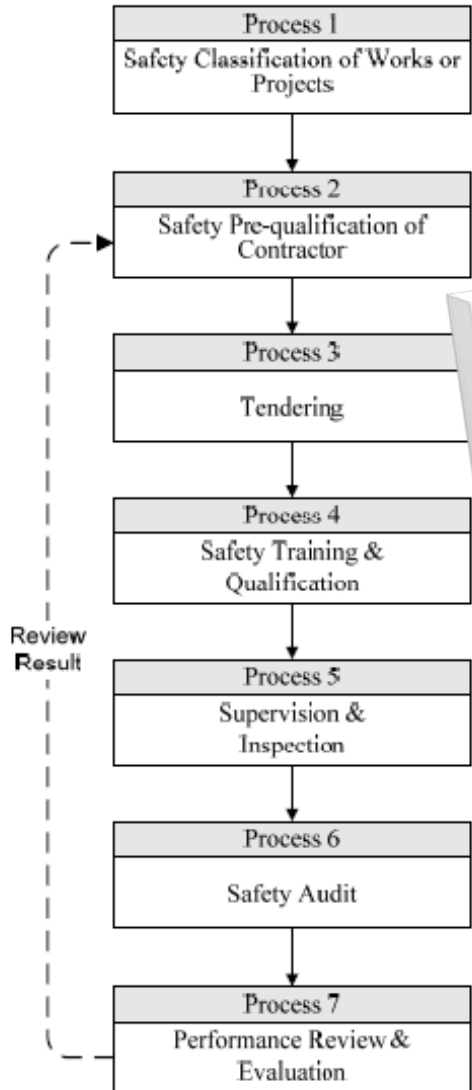 Process 1
Safety Classification of Works or
Projects
Process 2
Safety Pre-qualification of
Contractor
Process 3
Tendering
Process 4
Safety Training &
Qualification
Review
Result
Process 5
Supervision &
Inspection
Process 6
Safety Audit
Process 7
Performance Review &
Evaluation